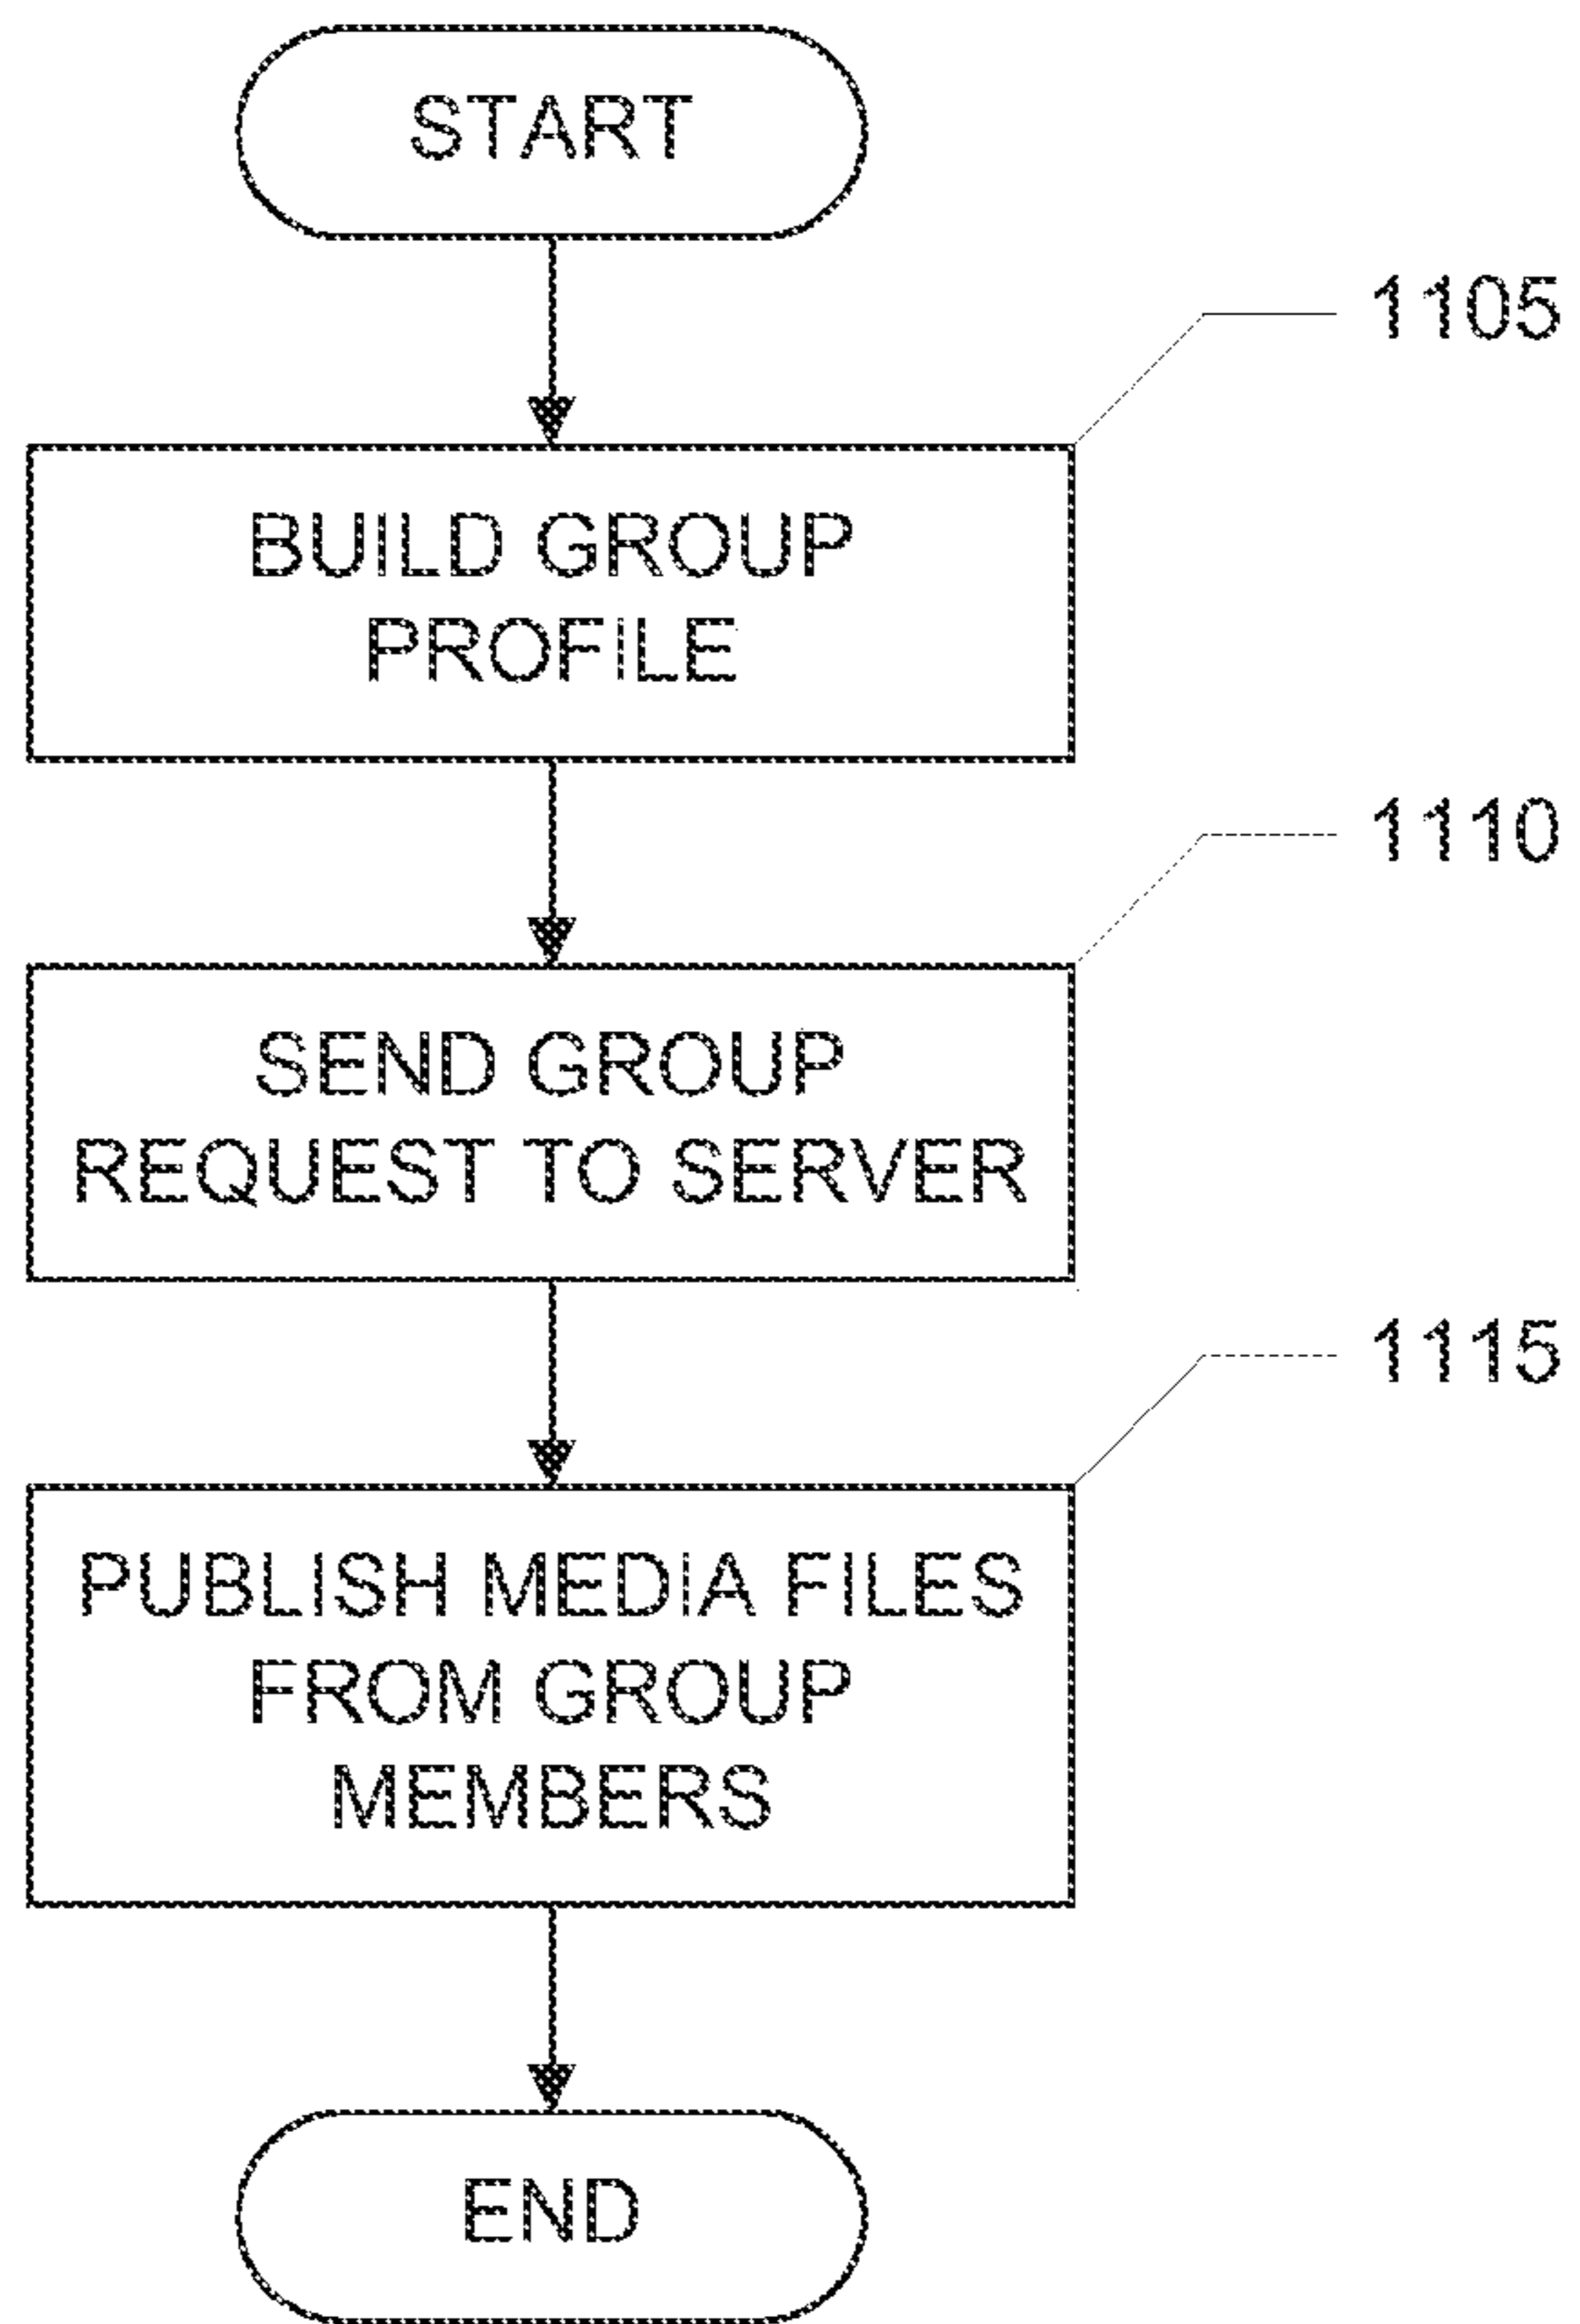 START
1105
BUILD GROUP
PROFILE
1110
SEND GROUP
REQUEST TO SERVER
1115
PUBLISH MEDIA FILES
FROM GROUP
MEMBERS
END